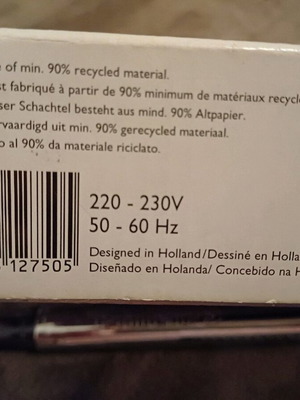 of min. 90% recycled material.
fabriqué à partir de 90% minimum de matériaux recycl
ser Schachtel besteht aus mind. 90% Altpapier.
rvaardigd uit min. 90% gerecycled materiaal.
o al 90% da materiale riciclato.
220 - 230V
50 - 60 Hz
Designed in Holland/Dessiné en Holla
Diseñado en Holanda/ Concebido na H
127505